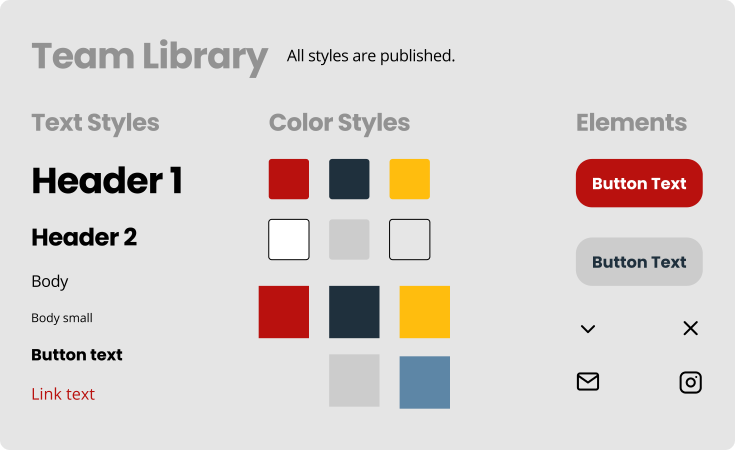 Team Library
All styles are published.
Text Styles
Header 1
Header 2
Body
Body small
Button text
Link text
Color Styles
Elements
Button Text
Button Text